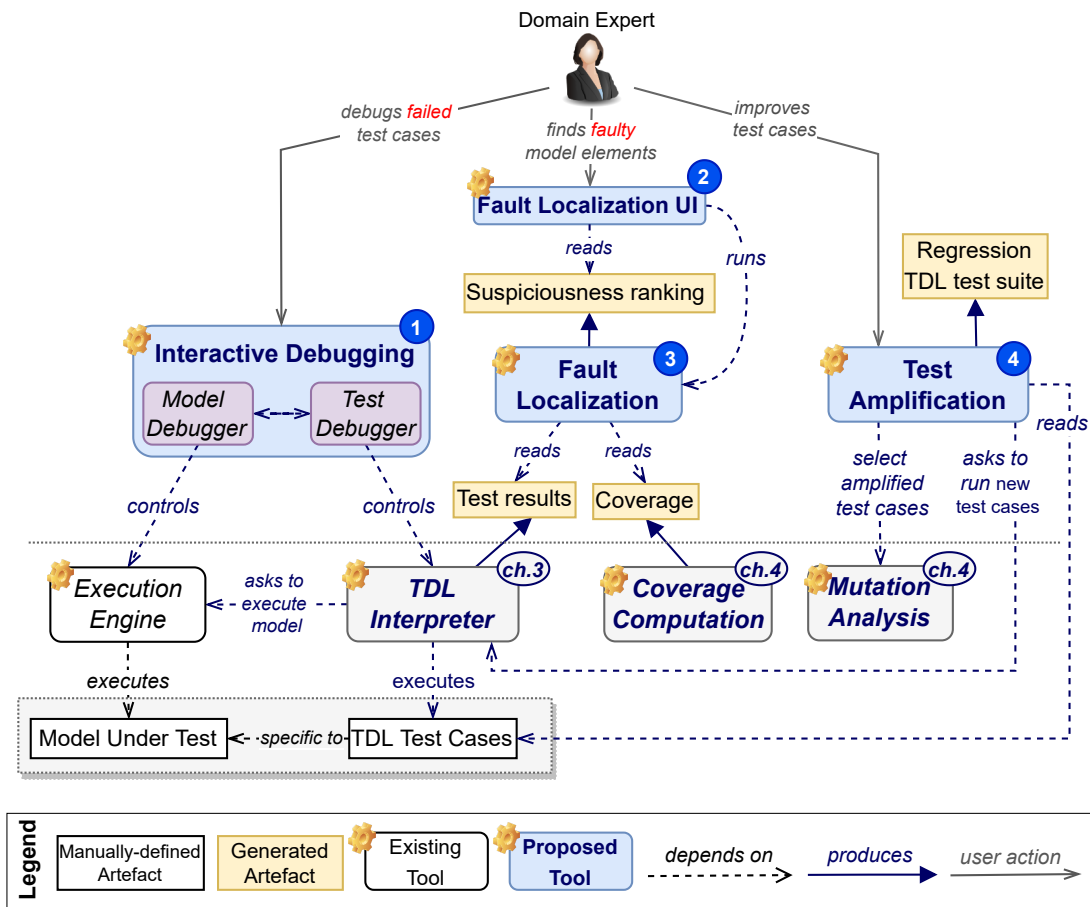 Domain Expert
debugs failed
test cases
finds faulty
model elements
improves
test cases
2
Fault Localization UI
reads
runs
Regression
TDL test suite
Suspiciousness ranking
1
Interactive Debugging
Model
Debugger
Test
Debugger
3
Fault
Localization
4
Test
Amplification
reads
reads
reads
select
amplified
test cases
asks to
run new
test cases
controls
controls
Test results
Coverage
Execution
Engine
asks to
execute
model
ch.3
TDL
Interpreter
ch.4
Coverage
Computation
ch.4
Mutation
Analysis
executes
executes
Model Under Test
specific to
TDL Test Cases
Legend
Manually-defined
Artefact
Generated
Artefact
Existing
Tool
Proposed
Tool
depends on
produces
user action